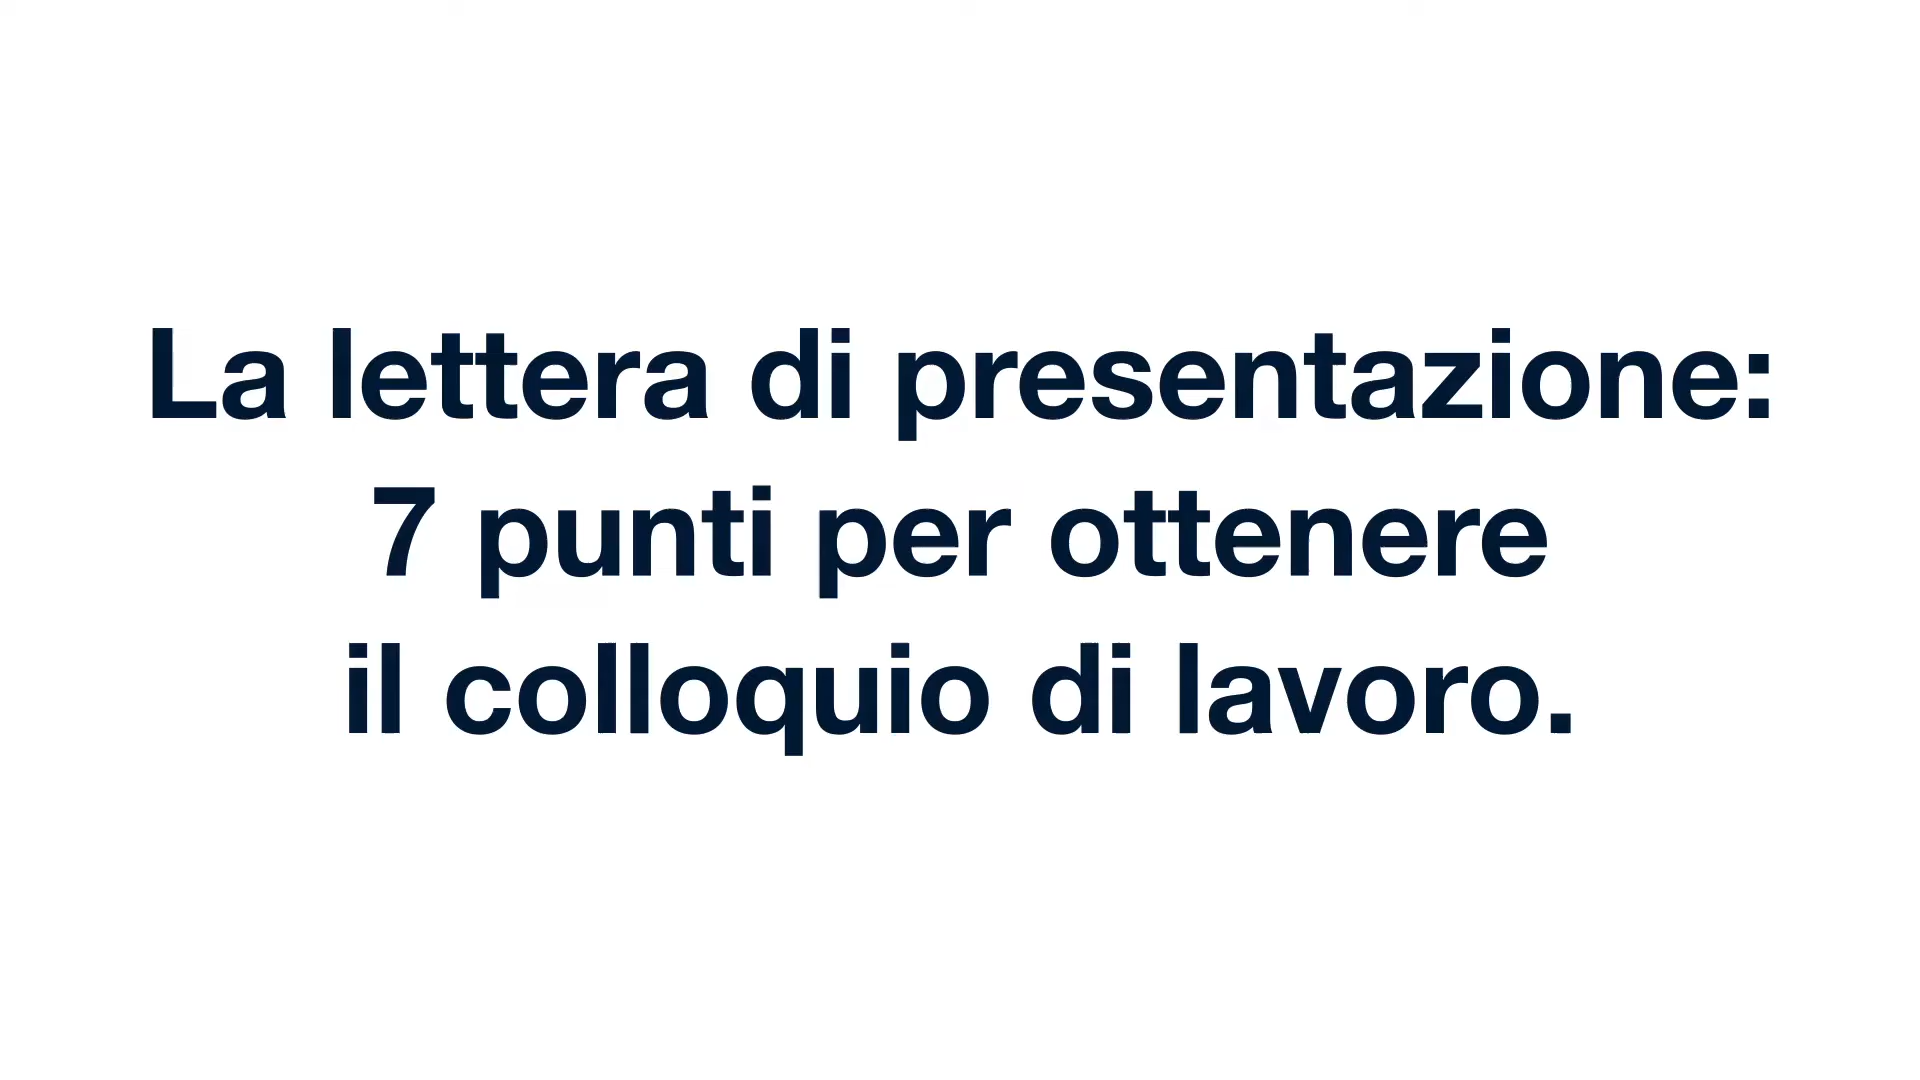 La lettera di presentazione:
7 punti per ottenere
il colloquio di lavoro.